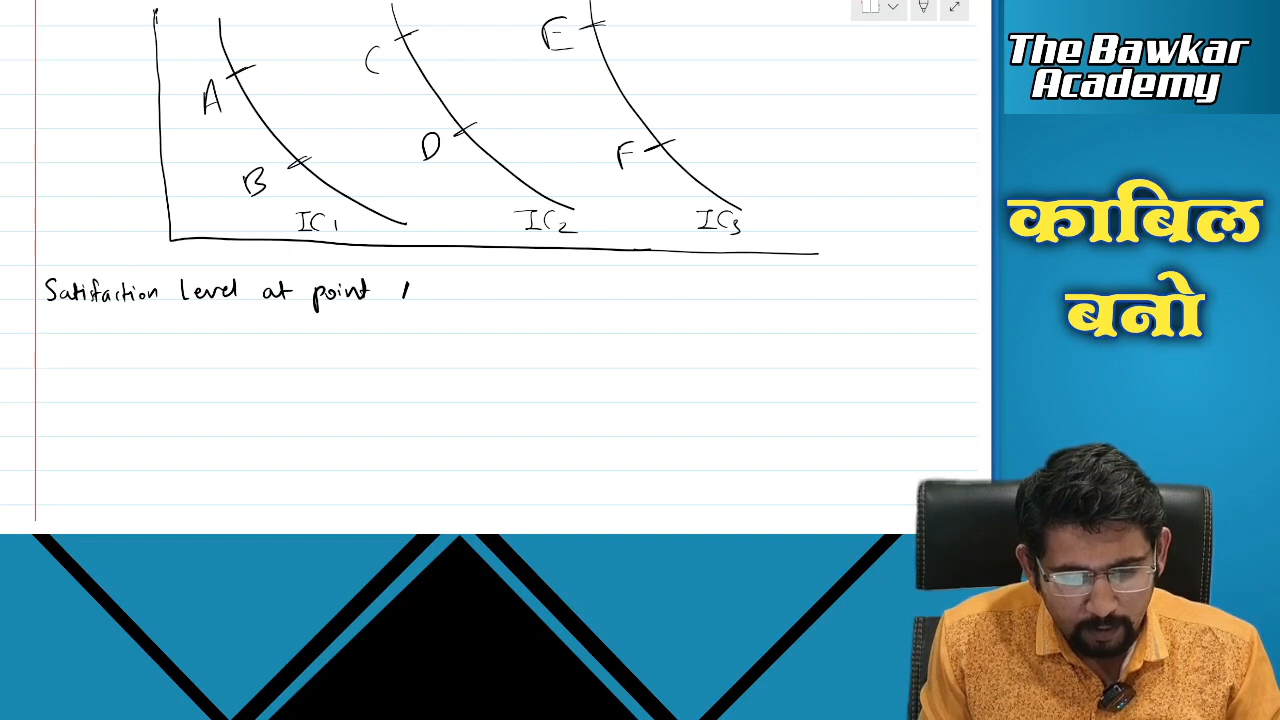 The Bawkar
Academy
काबिल
बनो
E
C
A
D
F
B
IC1
IC2
IC3
Satisfaction level at point